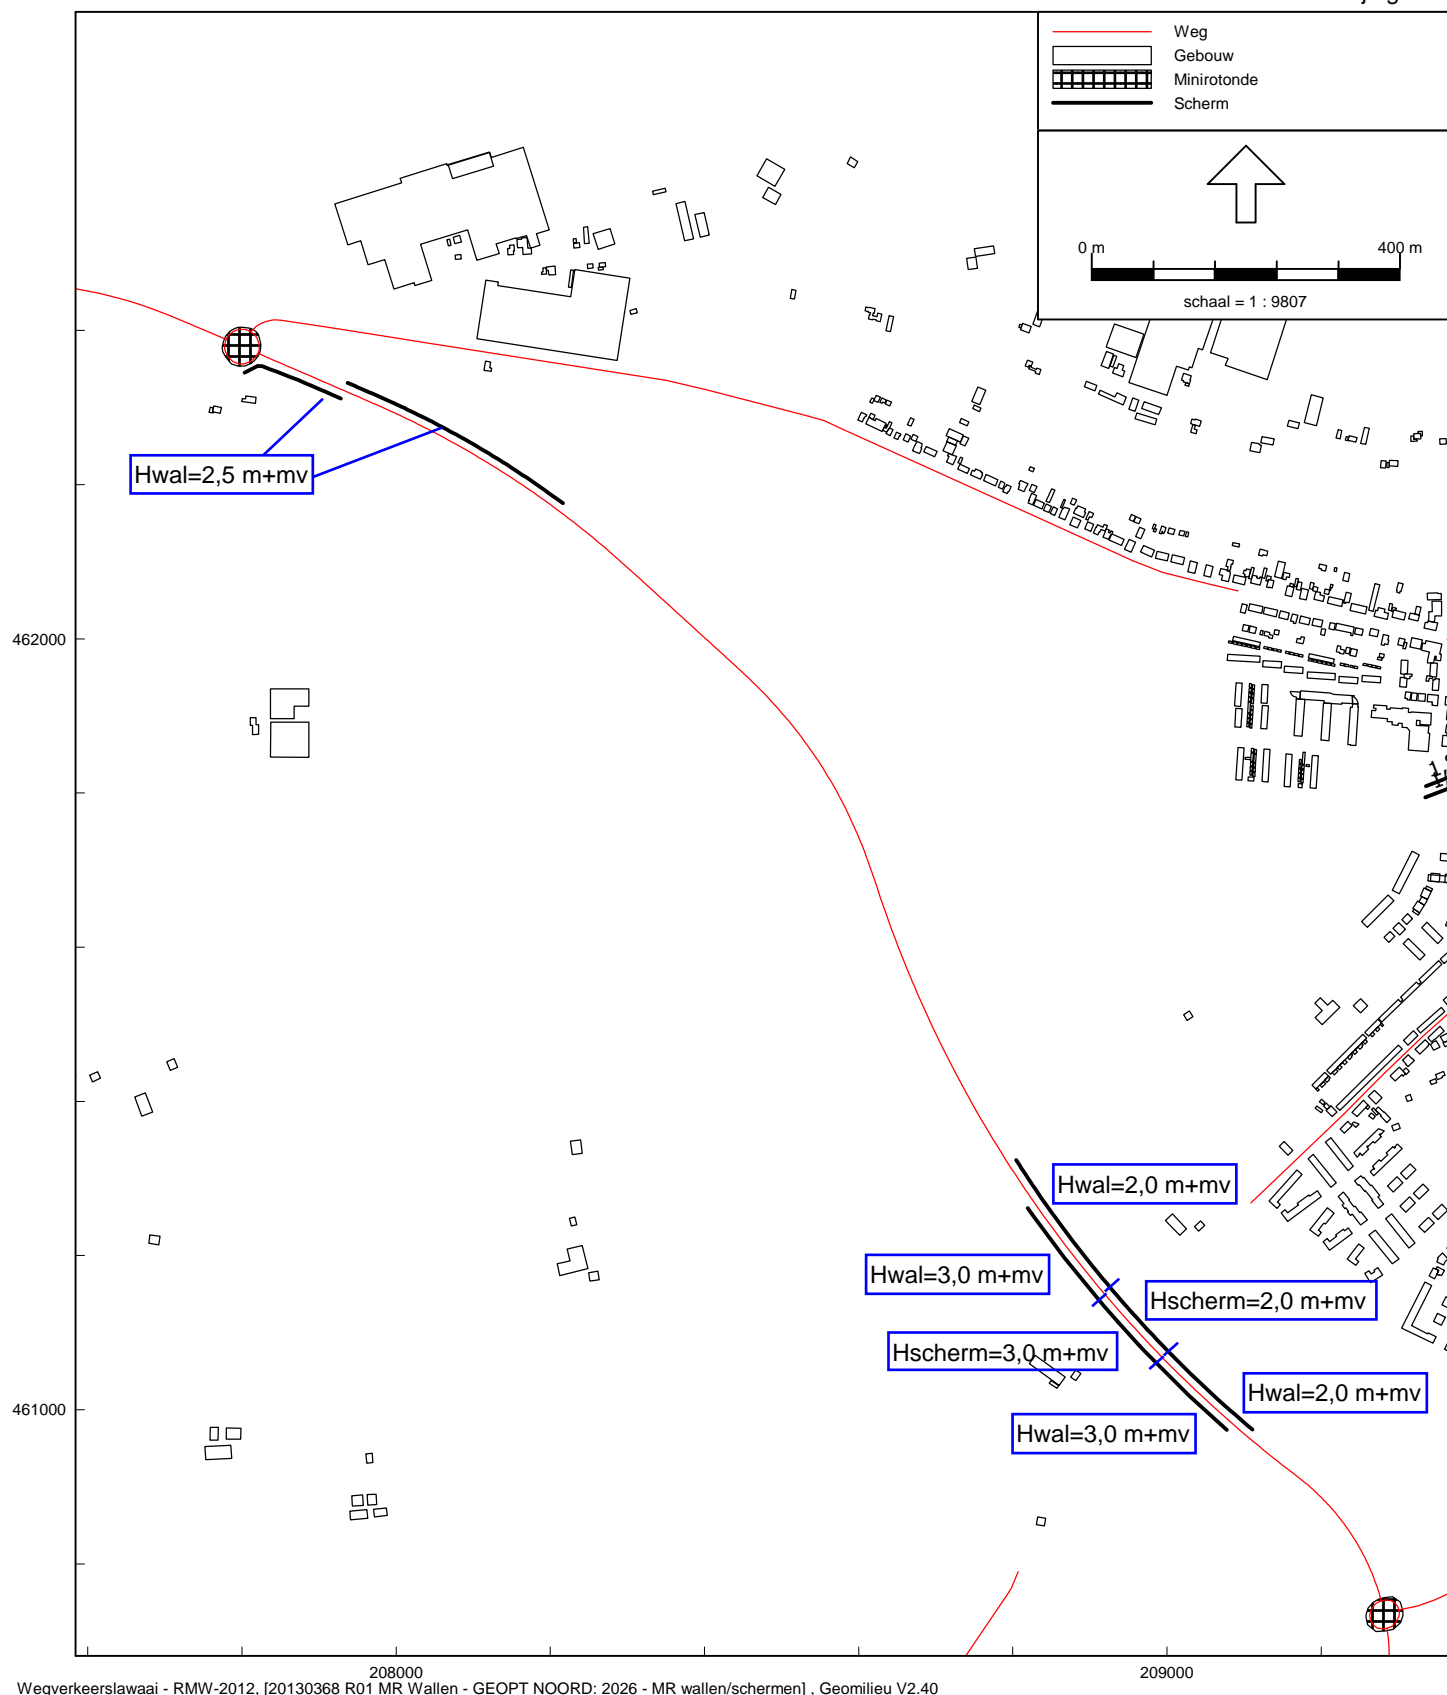 Weg
Gebouw
Minirotonde
Scherm
0 m
400 m
schaal = 1 : 9807
Hwal=2,5 m+mv
462000
Hwal=2,0 m+mv
Hwal=3,0 m+mv
Hscherm=2,0 m+mv
Hscherm=3,0 m+mv
Hwal=2,0 m+mv
461000
Hwal=3,0 m+mv
208000
209000
Wegverkeerslawaai - RMW-2012, [20130368 R01 MR Wallen - GEOPT NOORD: 2026 - MR wallen/schermen] , Geomilieu V2.40